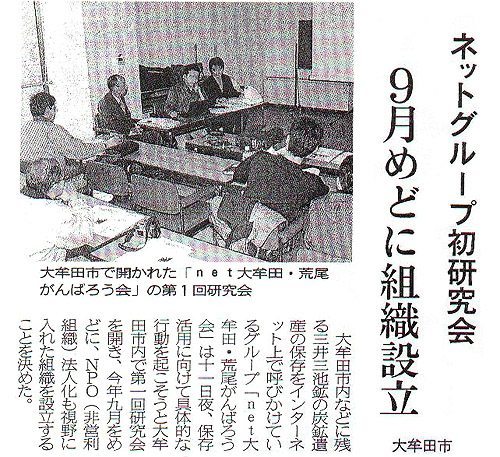 ネットグループ初研究会
9月めどに組織設立
大牟田市
大牟田市で開かれた「ｎｅｔ大牟田・荒尾
がんばろう会」の第１回研究会
大牟田市内などに残
る三井三池鉱の炭鉱遺
産の保存をインターネ
ット上で呼びかけてい
るグループ「ｎｅｔ大
牟田・荒尾がんばろう
会」は十一日夜、保存
活用に向けて具体的な
行動を起こそうと大牟
田市内で第一回研究会
を開き、今年九月をめ
どに、ＮＰＯ（非営利
組織）法人化も視野に
入れた組織を設立する
ことを決めた。